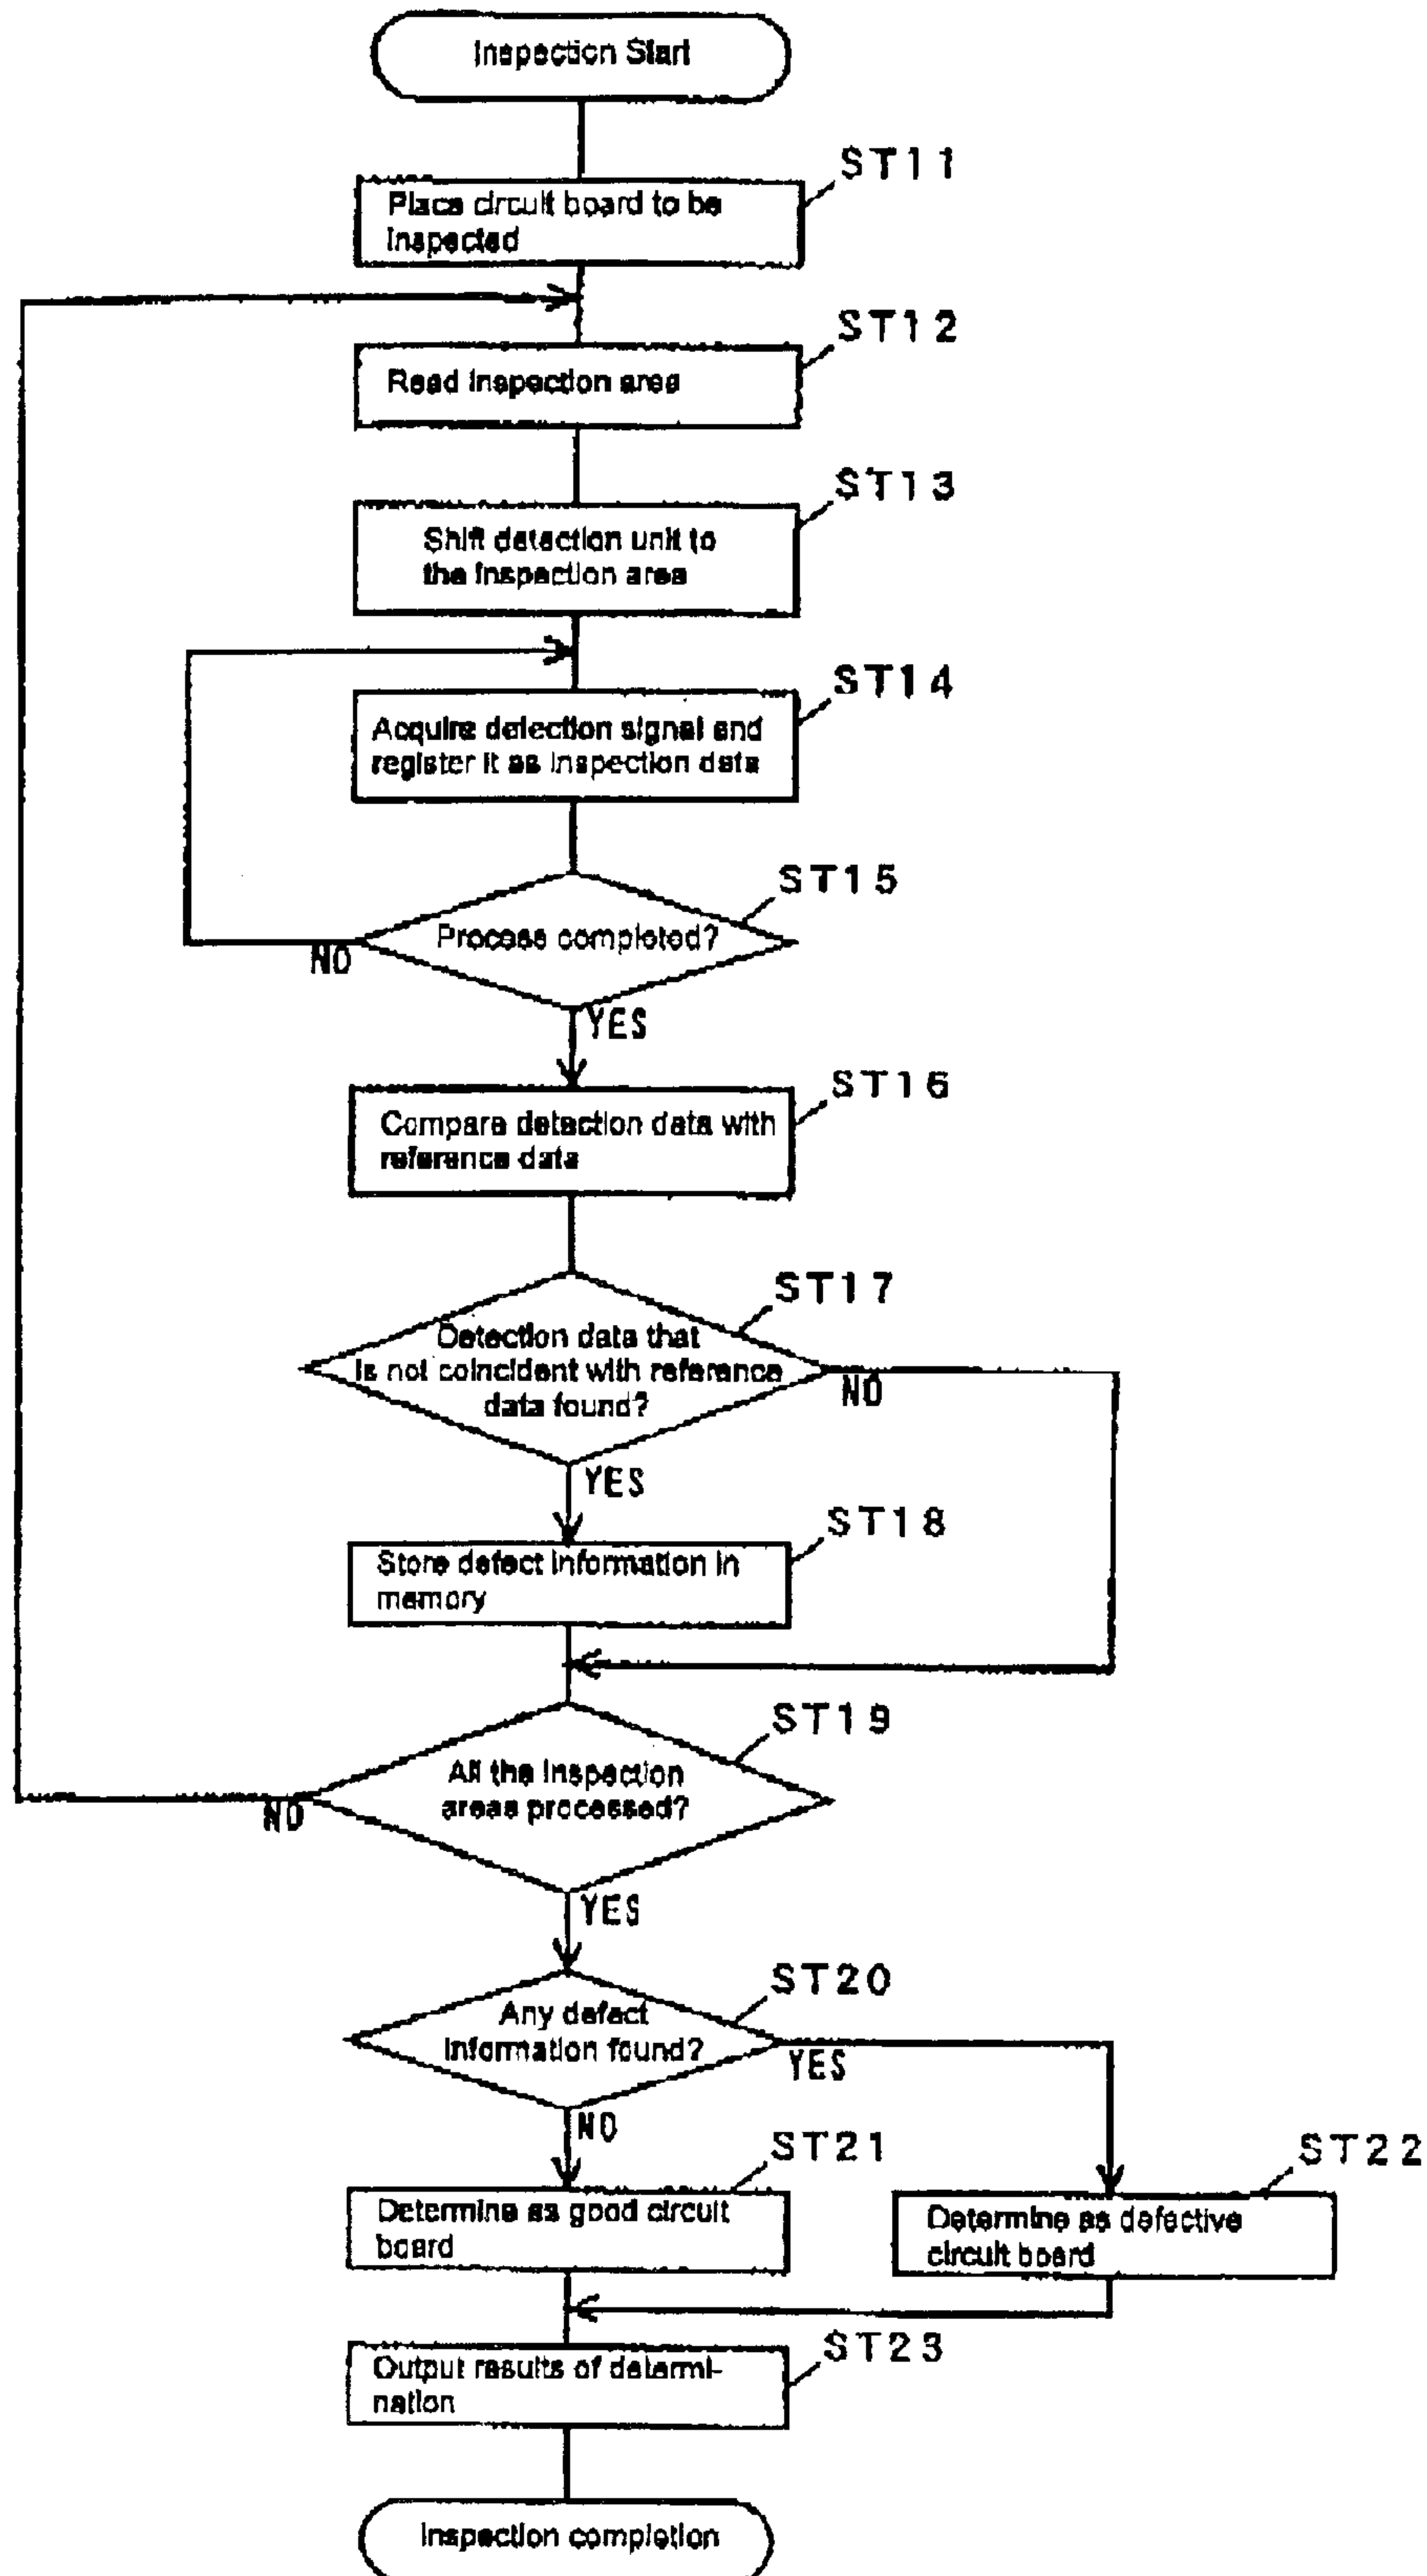 Inspection Start
ST11
Place circuit board to be
inspected
ST12
Read inspection area
ST13
Shift detection unit to
the inspection area
ST14
Acquire detection signal and
register it as inspection data
ST15
Process completed?
NO
YES
ST16
Compare detection data with
reference data
ST17
Detection data that
is not coincident with reference
data found?
NO
YES
ST18
Store defect information in
memory
ST19
All the inspection
areas processed?
NO
YES
ST20
Any defect
information found?
YES
NO
ST21
ST22
Determine as good circuit
board
Determine as defective
circuit board
ST23
Output results of determi-
nation
Inspection completion